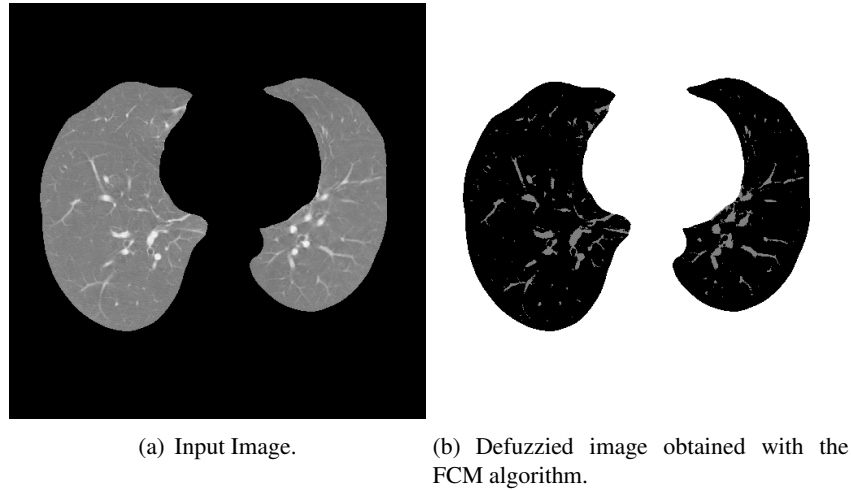 (a) Input Image.
(b) Defuzzied image obtained with the
FCM algorithm.